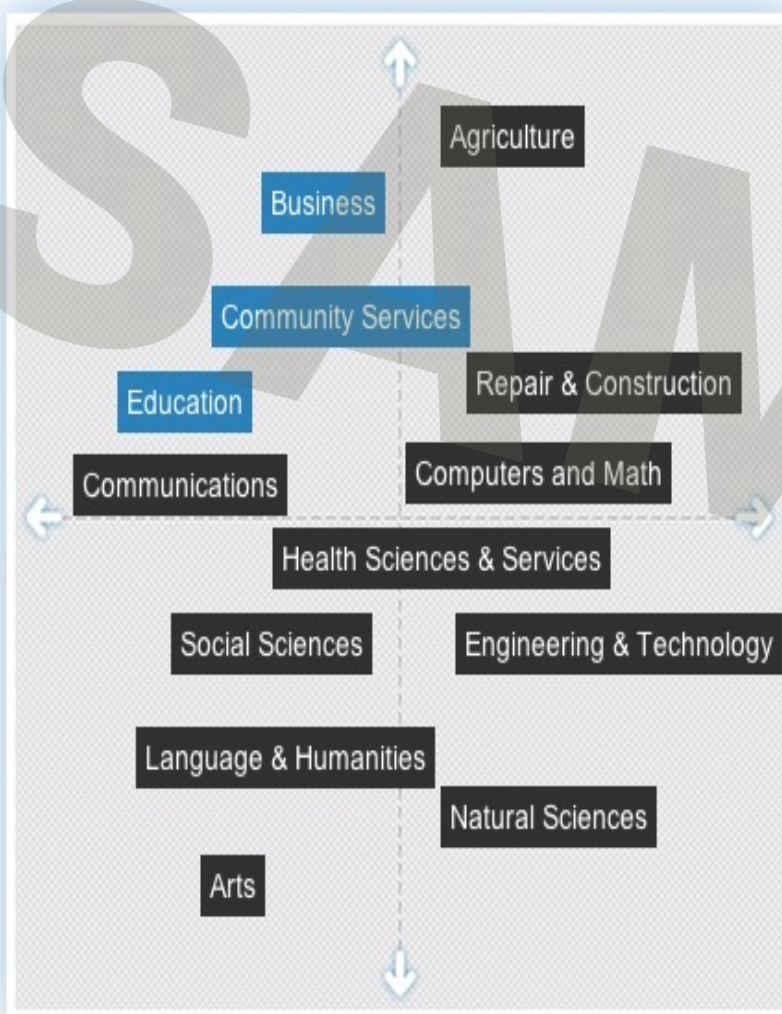 Agriculture
Business
Community Services
Repair & Construction
Education
Computers and Math
Communications
Health Sciences & Services
Social Sciences
Engineering & Technology
Language & Humanities
Natural Sciences
Arts